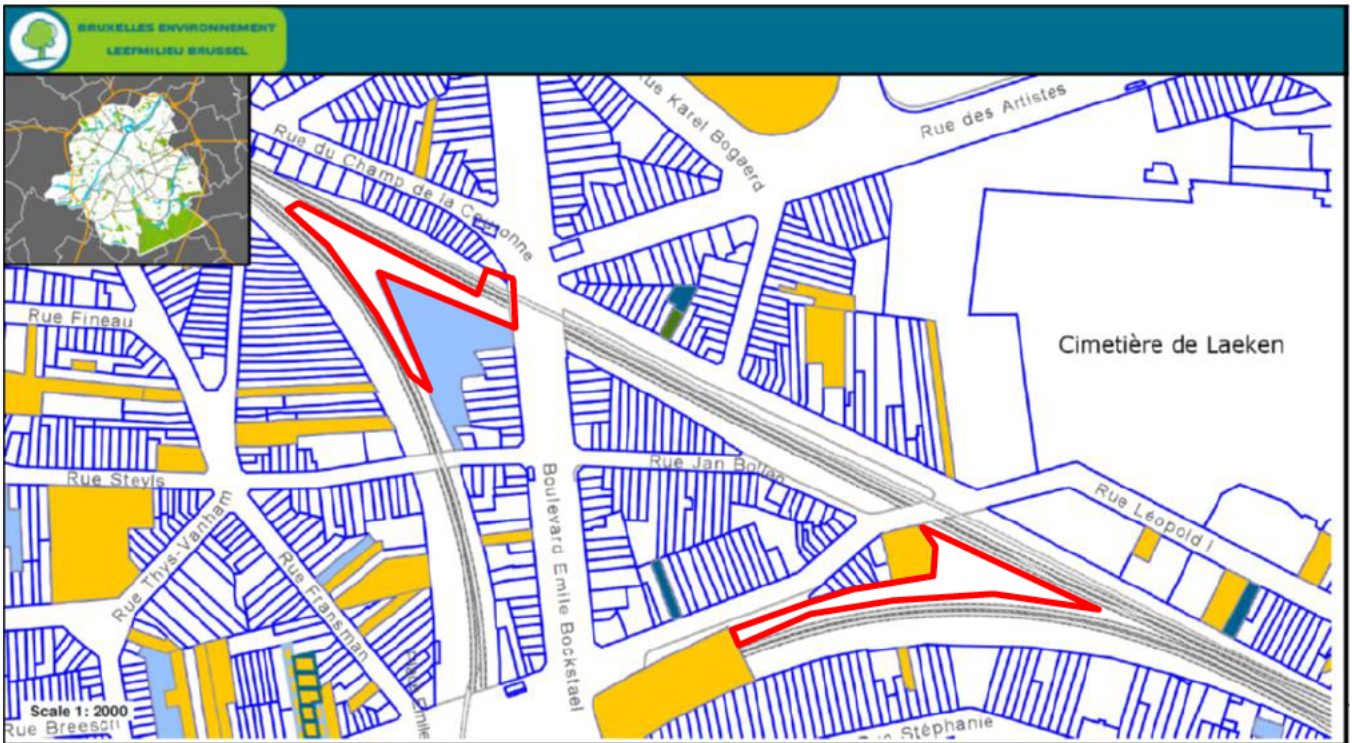 BRUXELLES ENVIRONNEMENT
LEEFMILIEU BRUSSEL
Rue Karel Bogaerd
Rue des Artistes
Rue du Champ de la Couronne
Rue Fineau
Cimetière de Laeken
Rue Steyls
Rue Jan Bollen
Rue Léopold I
Rue Thys-Vanham
Rue Fransman
Boulevard Emile Bockstael
Emile
Scale 1: 2000
Rue Breesch
Stéphanie